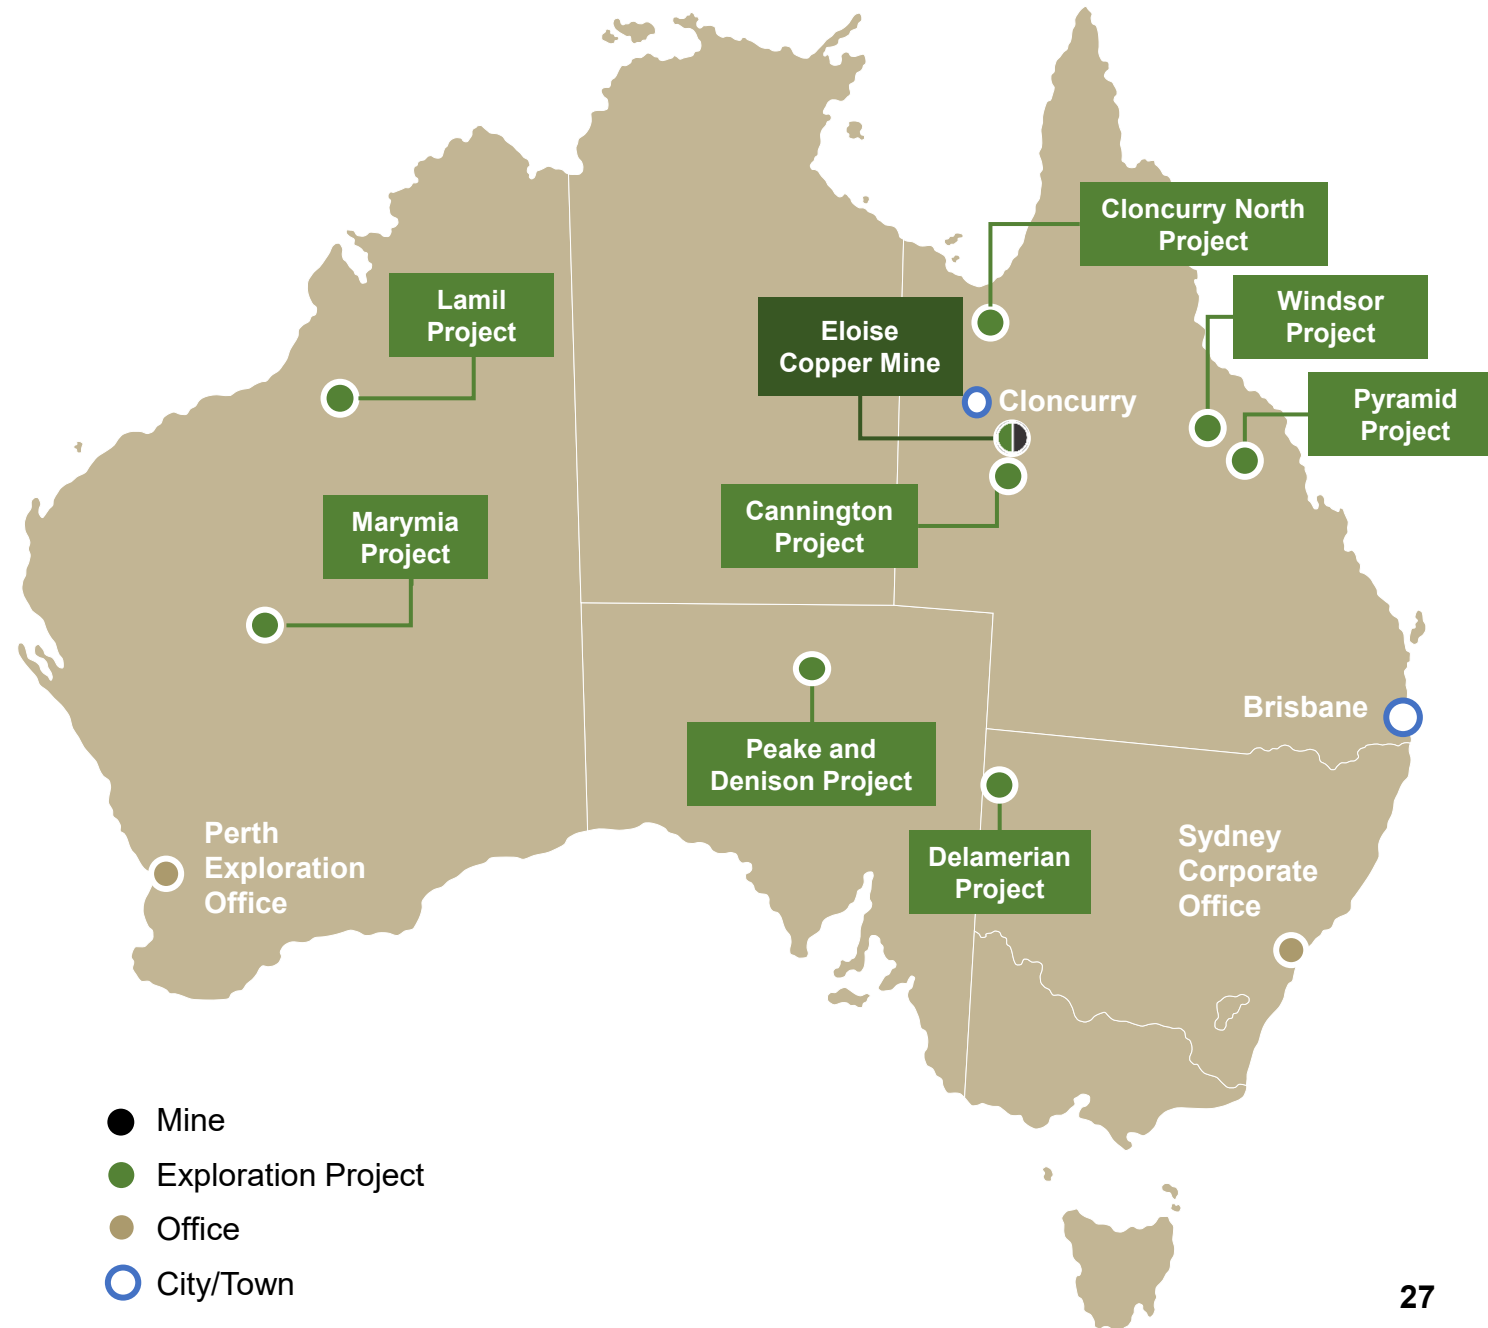 Cloncurry North
Project
Lamil
Project
Windsor
Project
Eloise
Copper Mine
Cloncurry
Pyramid
Project
Marymia
Project
Cannington
Project
Brisbane
Peake and
Denison Project
Perth
Exploration
Office
Delamerian
Project
Sydney
Corporate
Office
Mine
Exploration Project
Office
City/Town
27